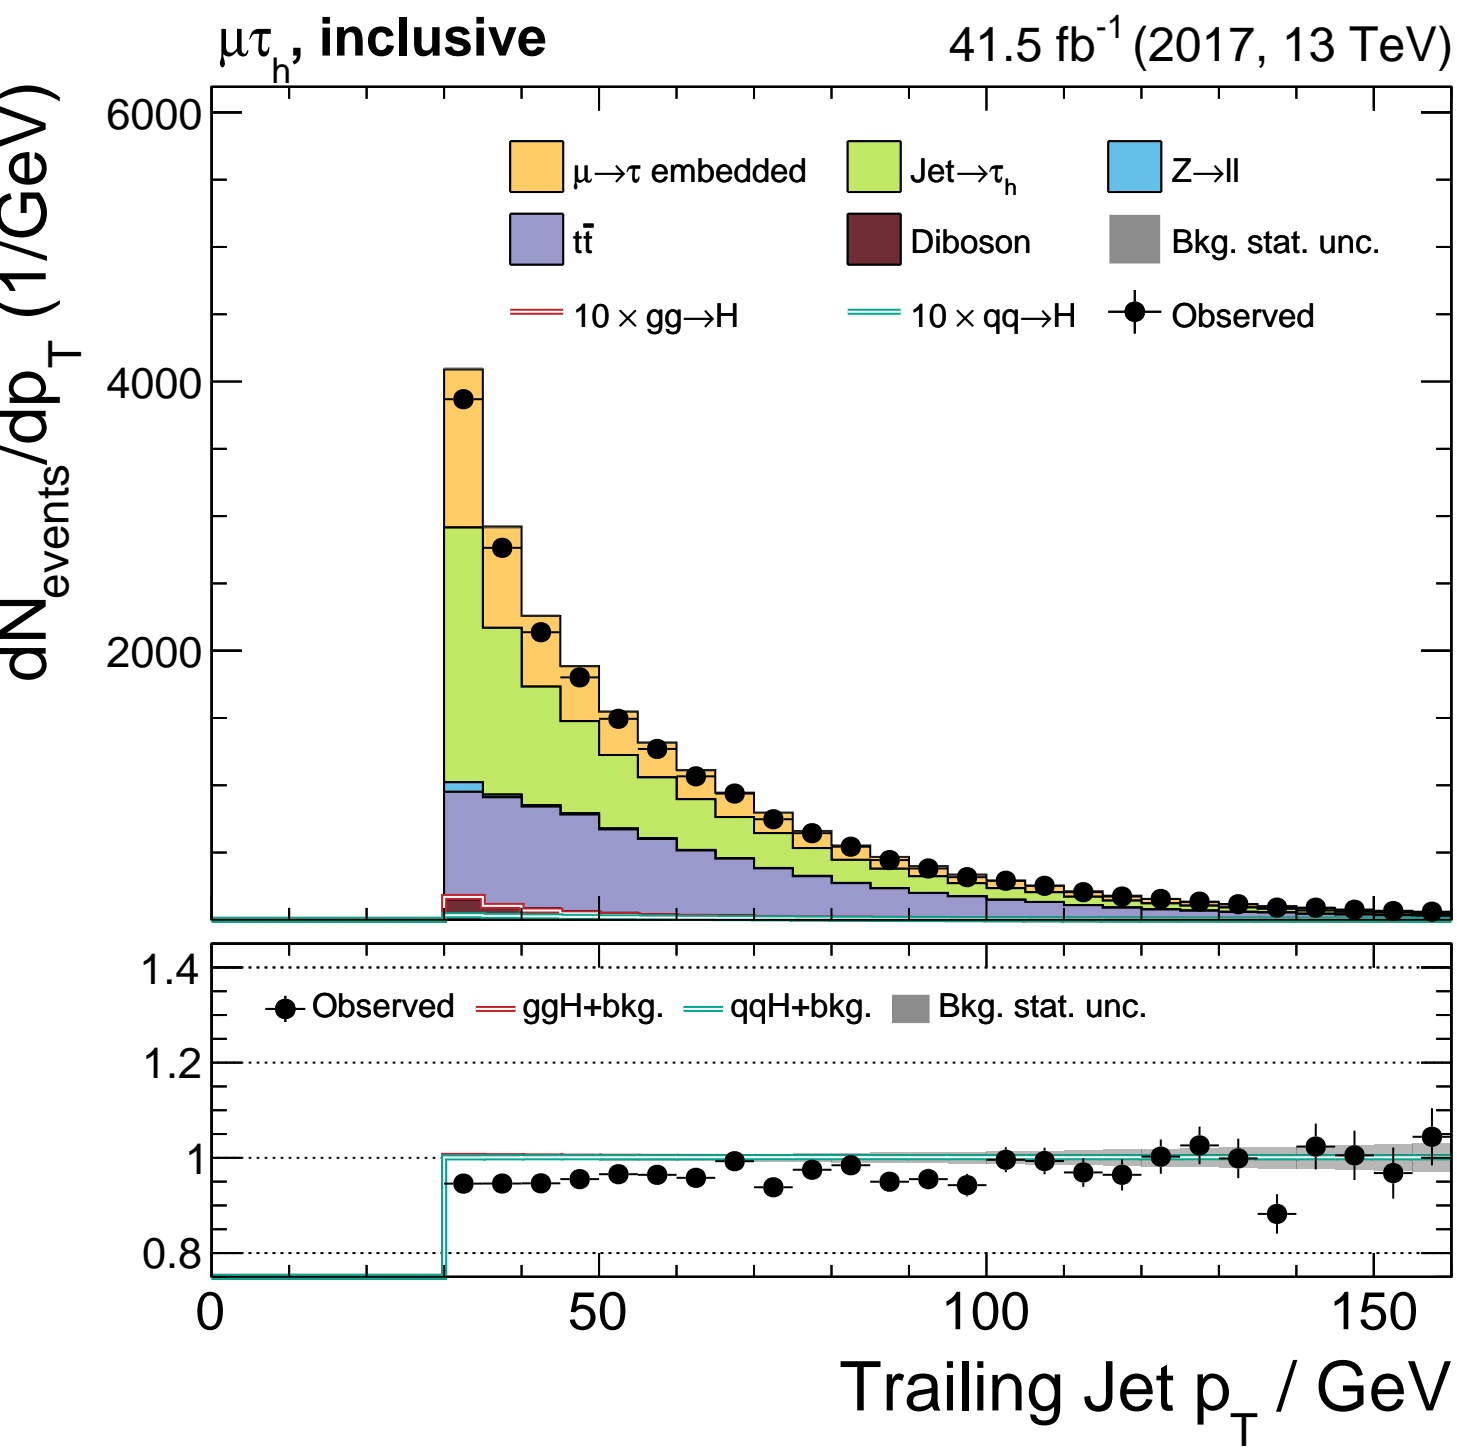 μτh, inclusive
41.5 fb-1 (2017, 13 TeV)
dNevents/dpT (1/GeV)
6000
4000
2000
μ→τ embedded
Jet→τh
Z→ll
tt̄
Diboson
Bkg. stat. unc.
10 × gg→H
10 × qq→H
Observed
1.4
1.2
1
0.8
Observed
ggH+bkg.
qqH+bkg.
Bkg. stat. unc.
0
50
100
150
Trailing Jet pT / GeV